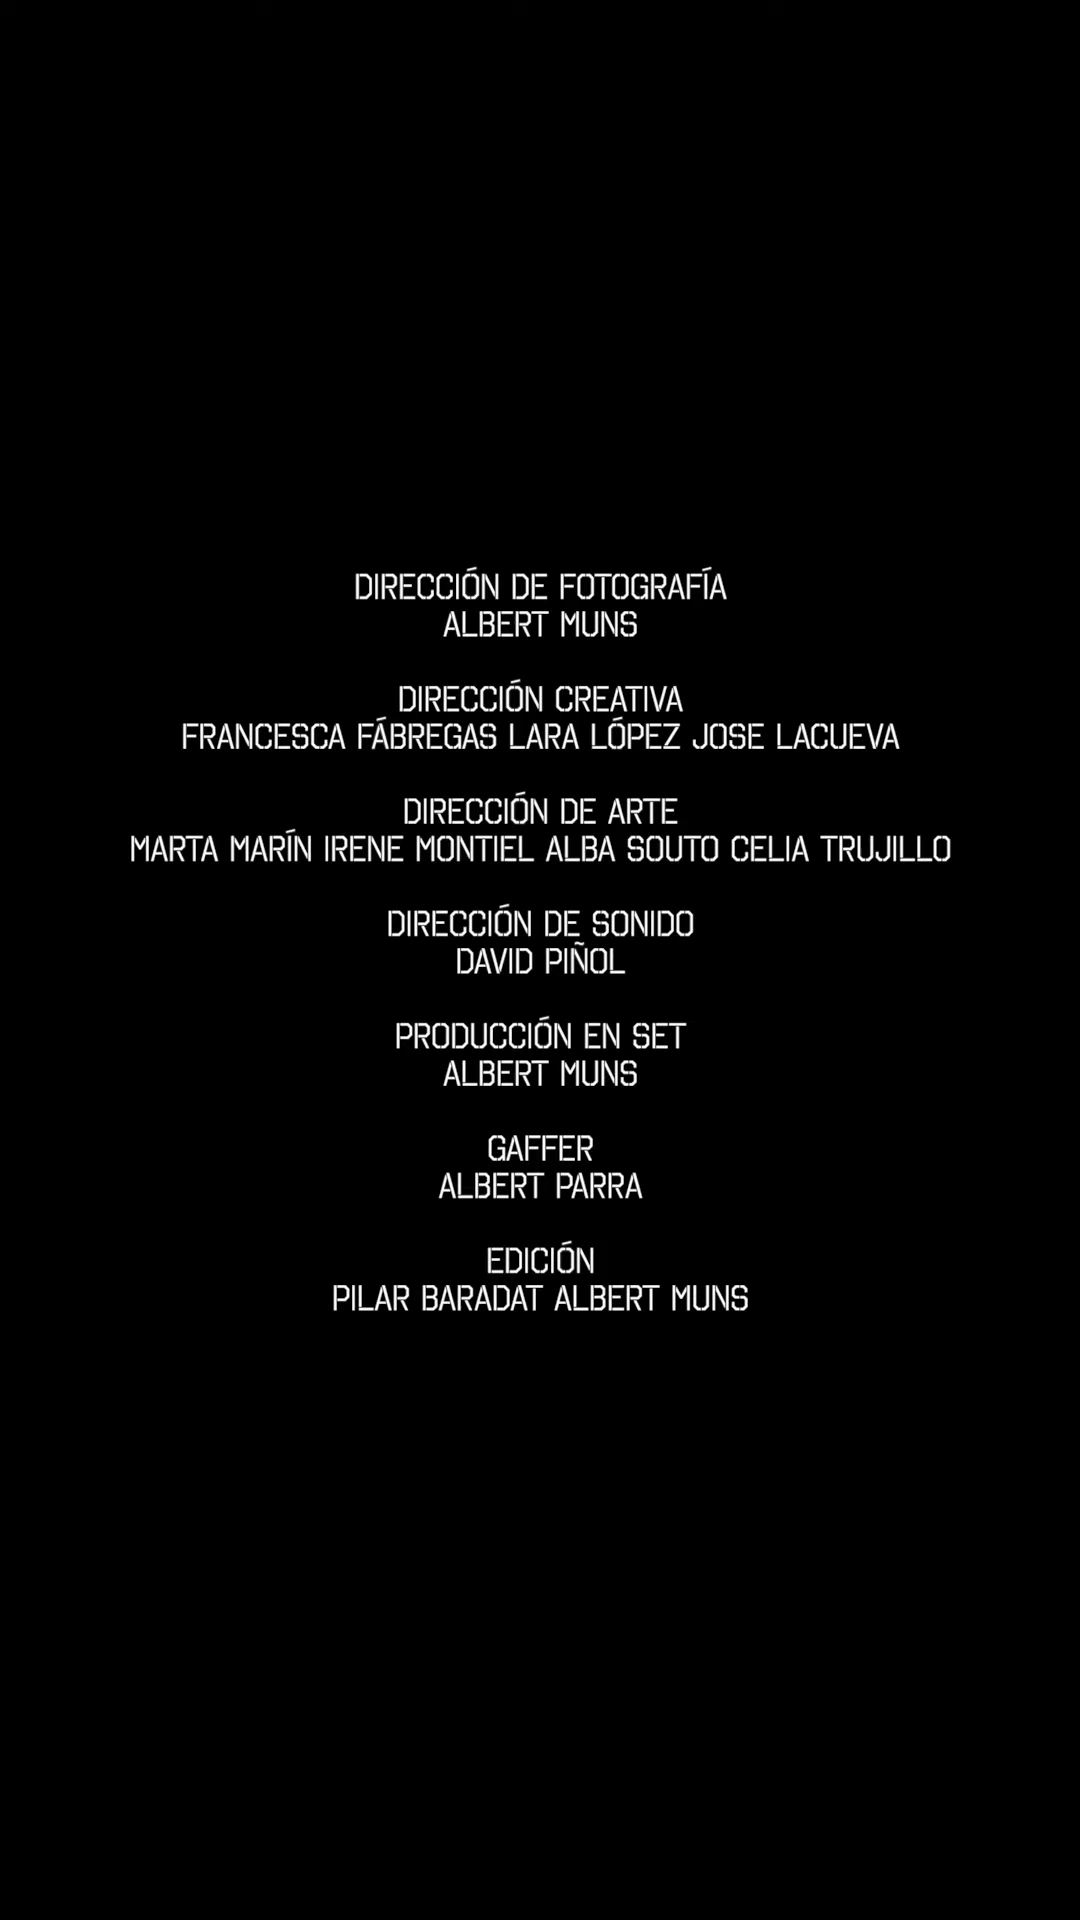 DIRECCIÓN DE FOTOGRAFÍA
ALBERT MUNS
DIRECCIÓN CREATIVA
FRANCESCA FÁBREGAS LARA LÓPEZ JOSE LACUEVA
DIRECCIÓN DE ARTE
MARTA MARÍN IRENE MONTIEL ALBA SOUTO CELIA TRUJILLO
DIRECCIÓN DE SONIDO
DAVID PIÑOL
PRODUCCIÓN EN SET
ALBERT MUNS
GAFFER
ALBERT PARRA
EDICIÓN
PILAR BARADAT ALBERT MUNS